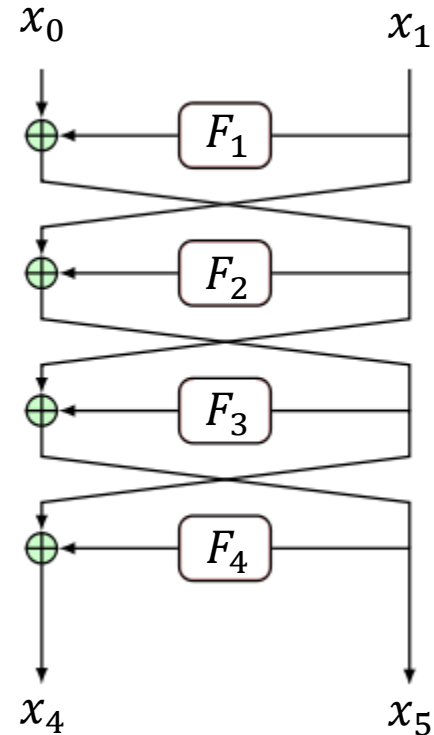 x₀ x₁
F₁
F₂
F₃
F₄
x₄ x₅